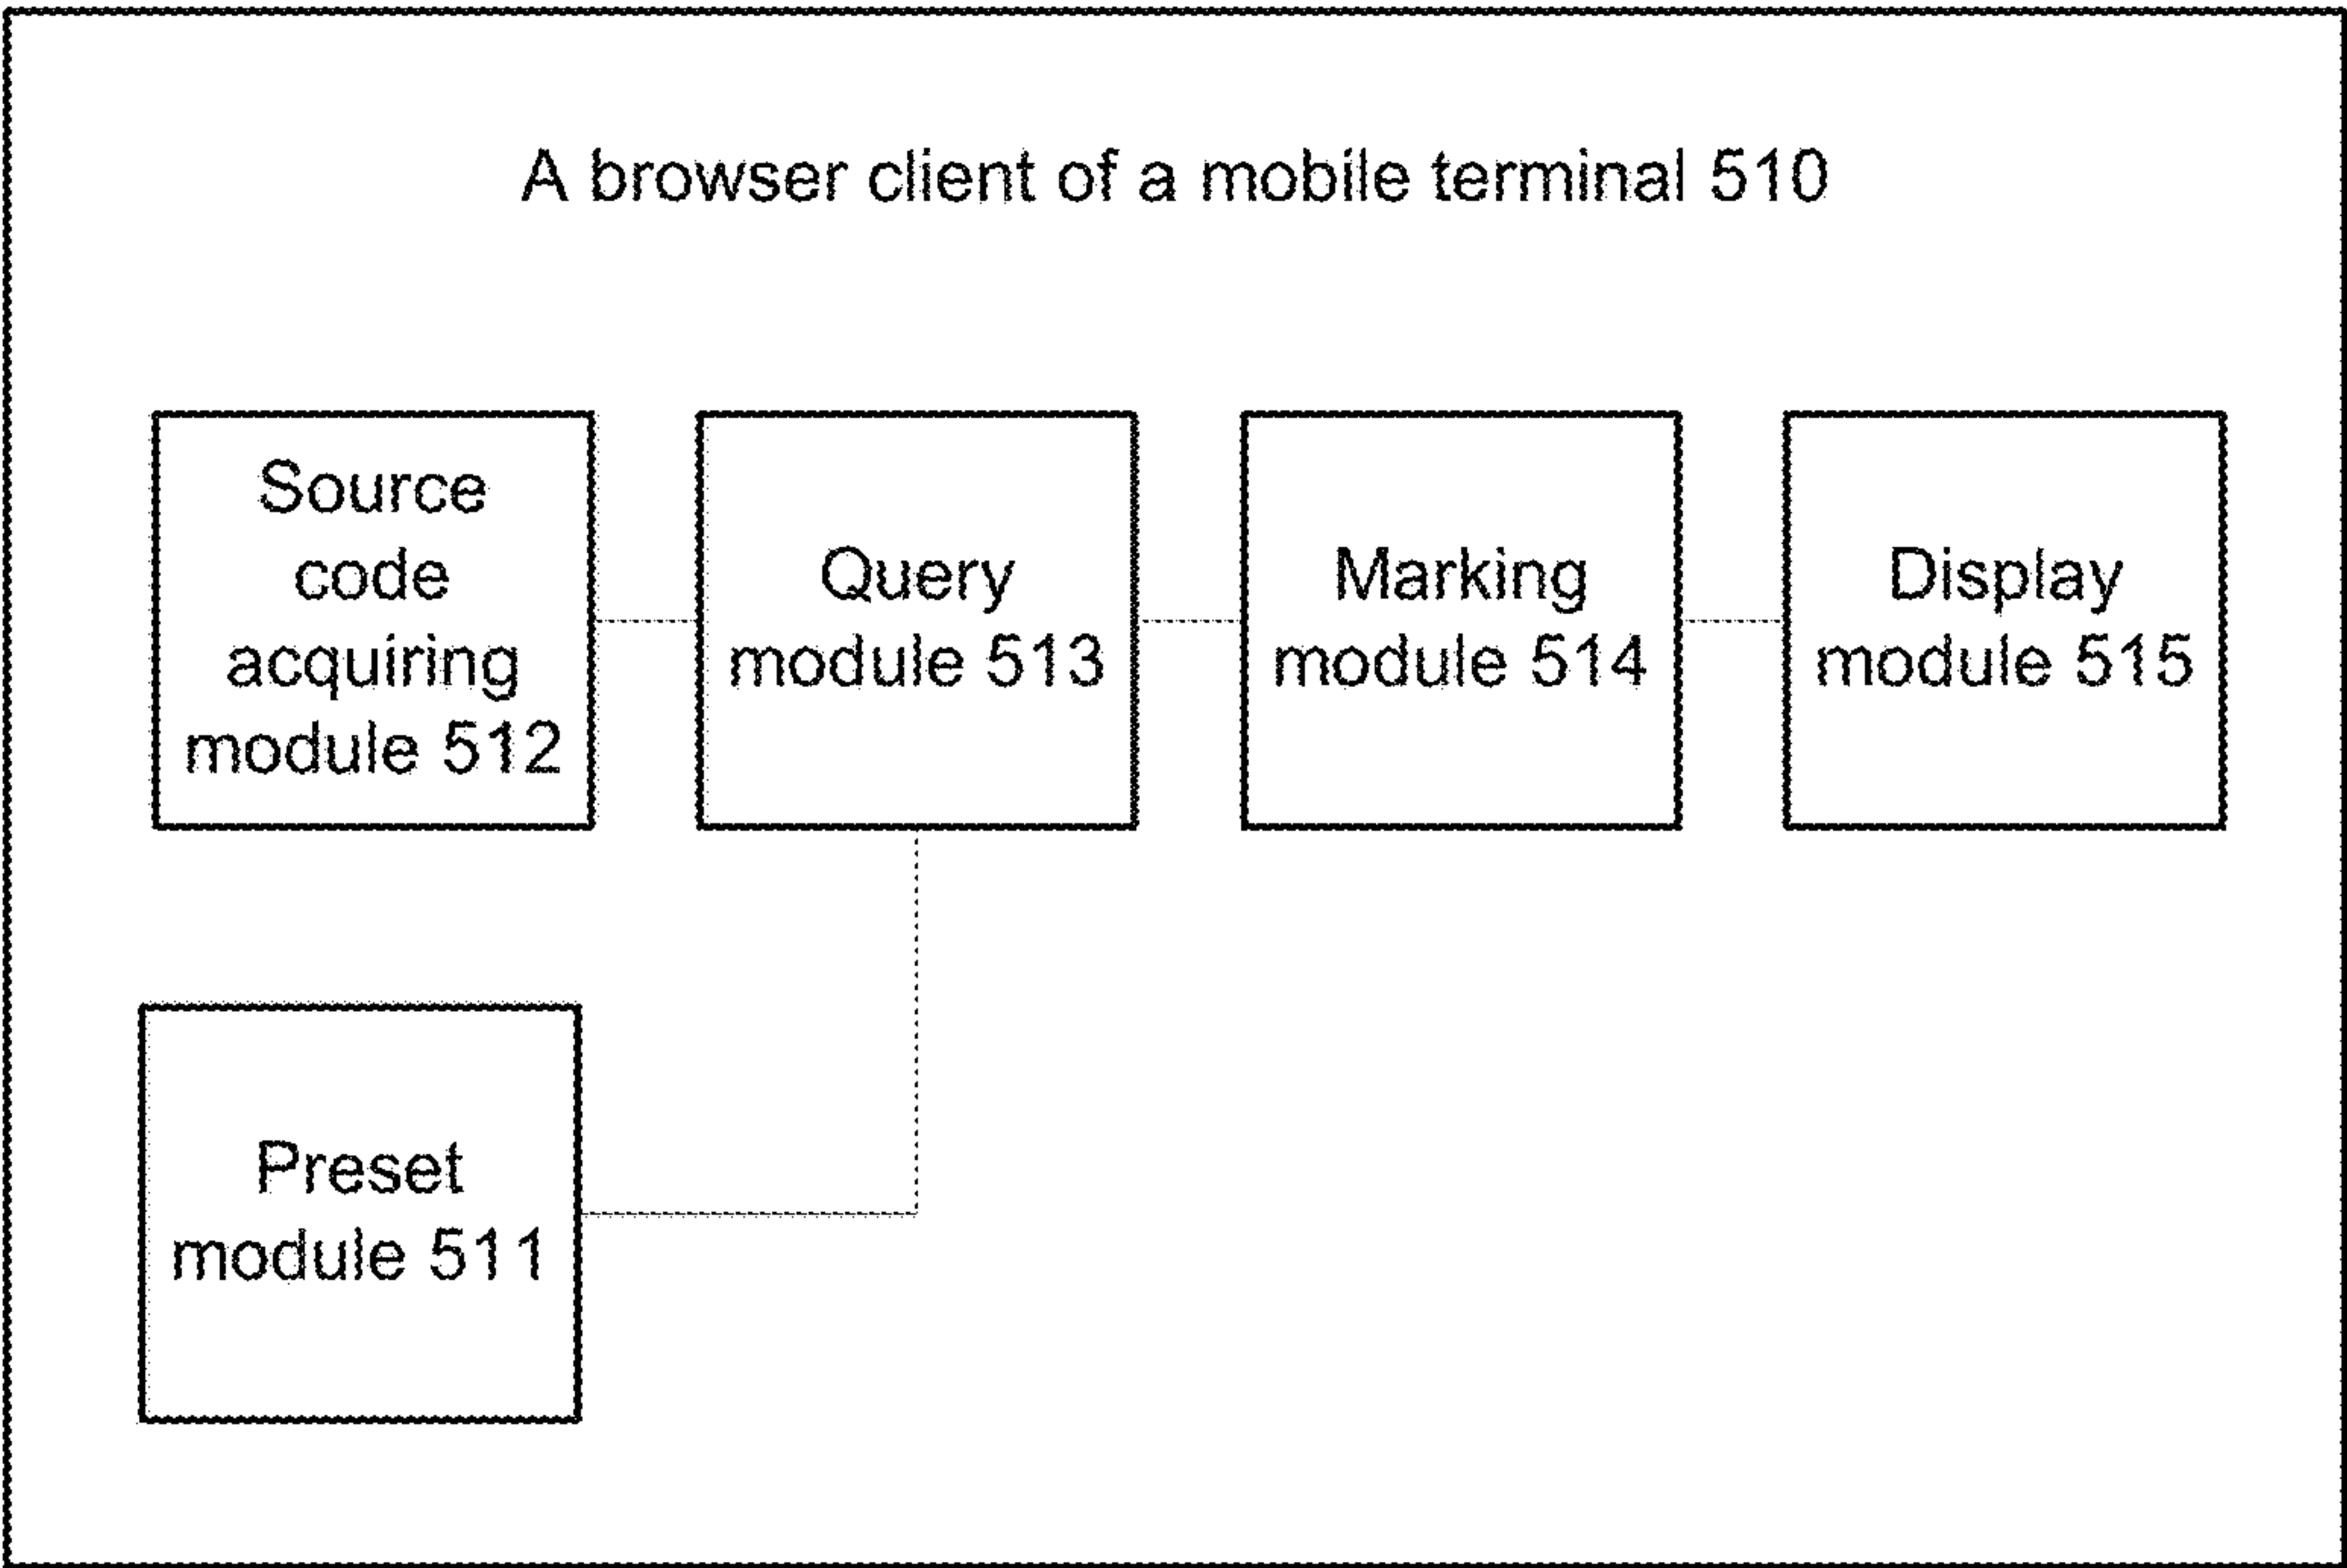 A browser client of a mobile terminal 510
Source
code
acquiring
module 512
Query
module 513
Marking
module 514
Display
module 515
Preset
module 511